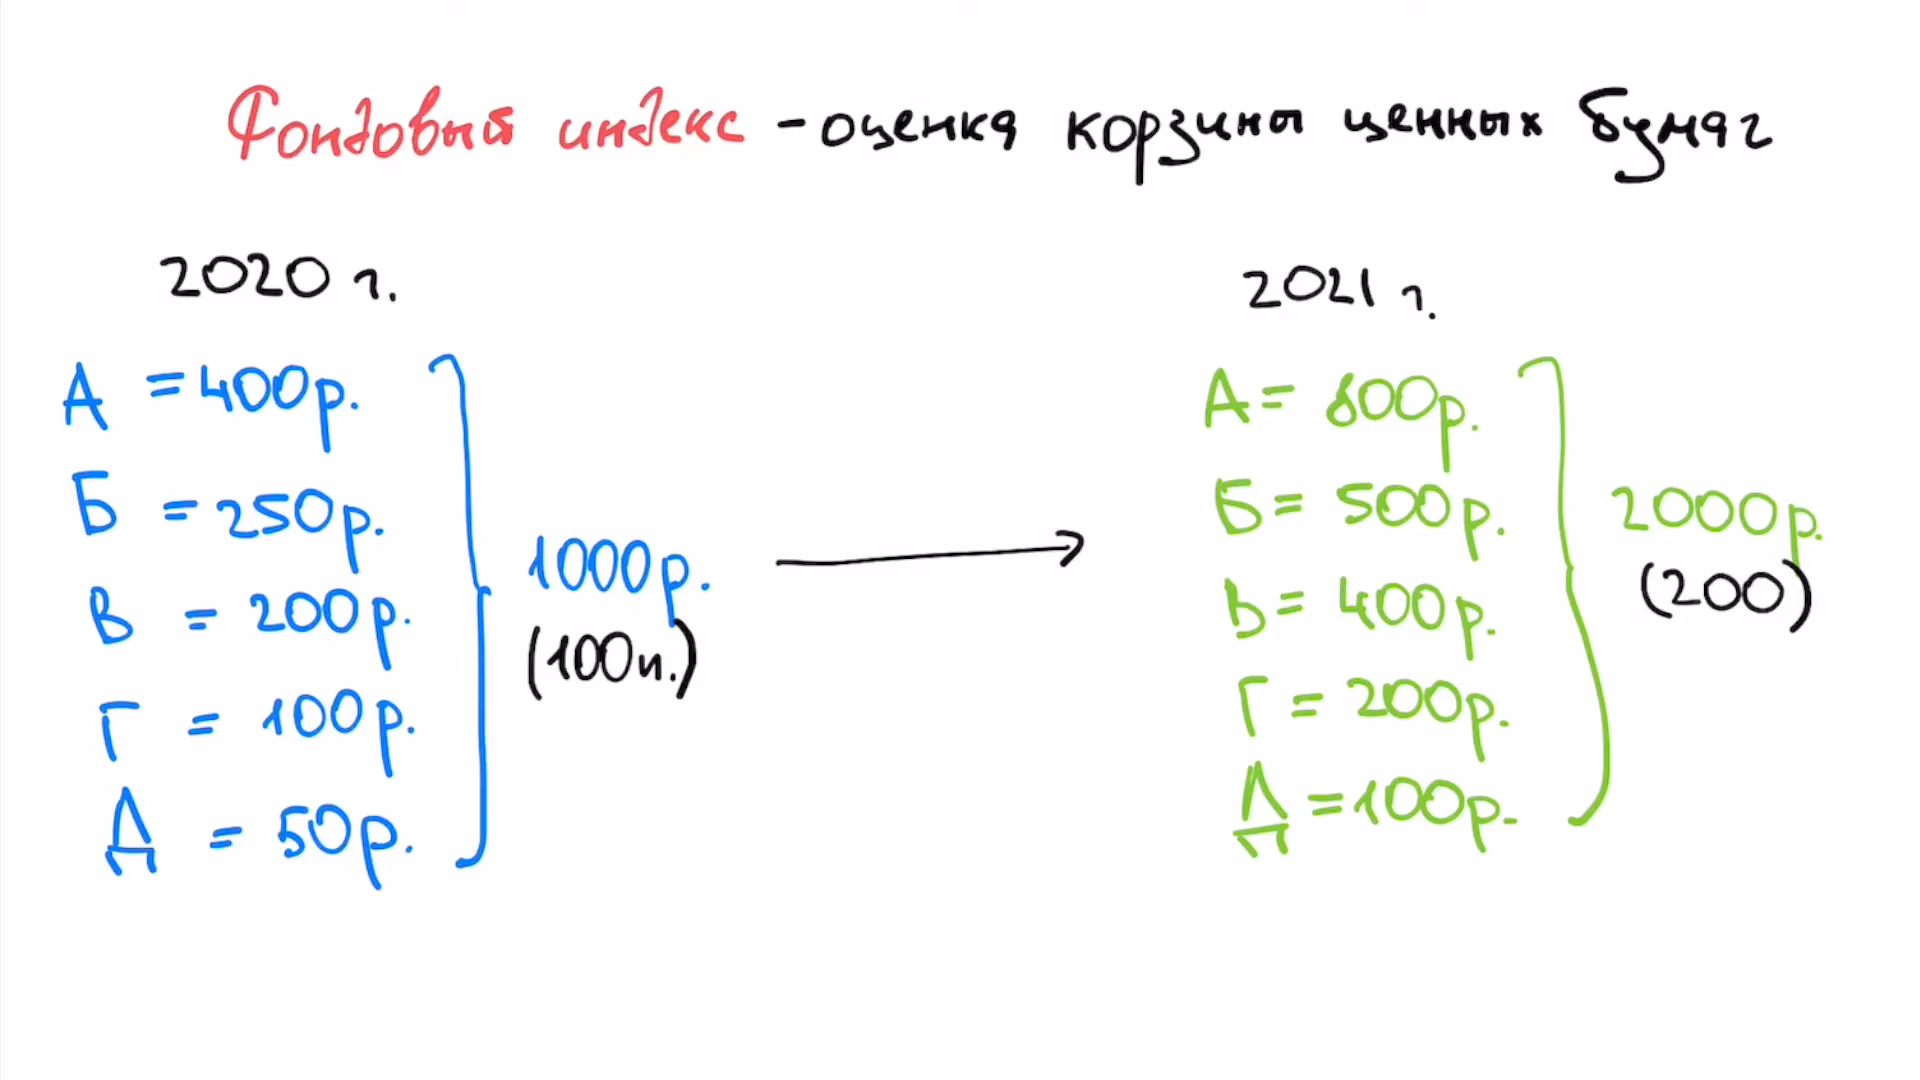 Фондовый индекс - оценка корзины ценных бумаг
2020 г.
А = 400р.
Б = 250р.
В = 200р.
Г = 100р.
Д = 50р.
1000р.
(100п.)
2021 г.
А = 800р.
Б = 500р.
В = 400р.
Г = 200р.
Д = 100р.
2000р.
(200)